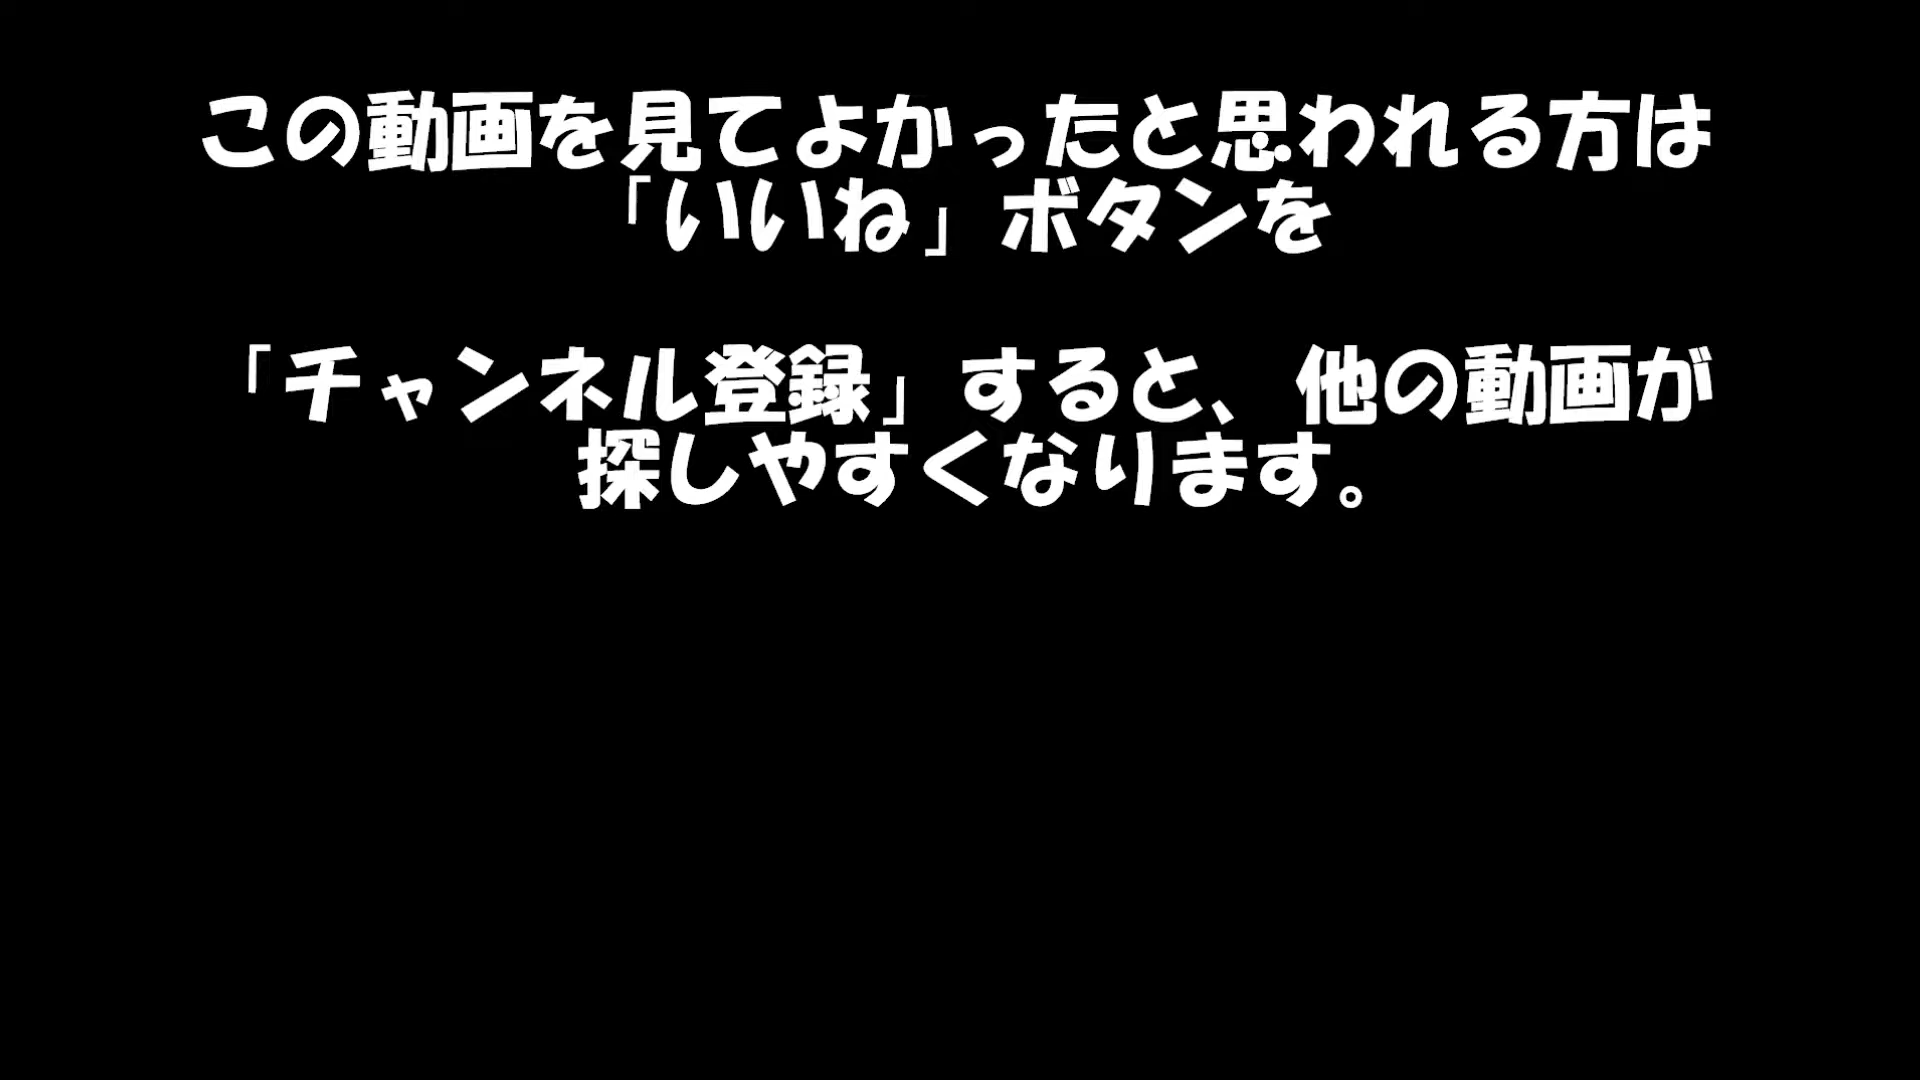 この動画を見てよかったと思われる方は
「いいね」ボタンを
「チャンネル登録」すると、他の動画が
探しやすくなります。